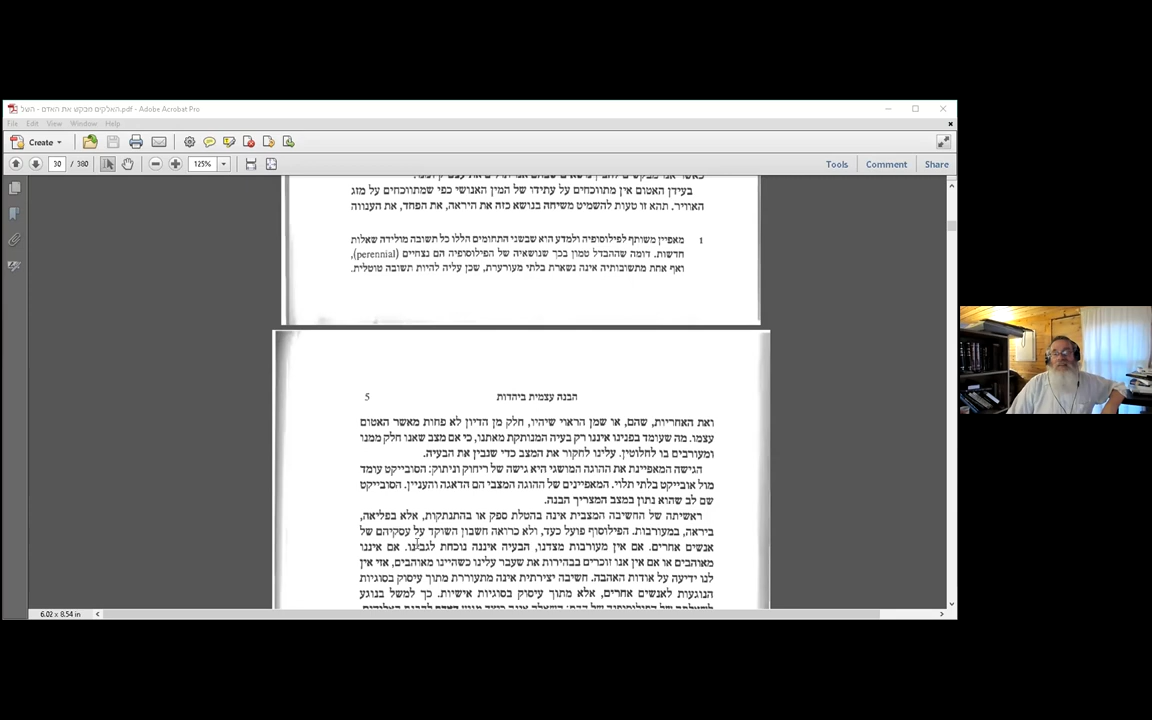 האלקים מבקש את האדם - השל.pdf - Adobe Acrobat Pro
File Edit View Window Help
Create
30 / 380 125% Tools Comment Share
בעידן האטום אין מתווכחים על עתידו של המין האנושי כפי שמתווכחים על מזג
האוויר. תהא זו טעות להשמיט משיחה בנושא כזה את היראה, את הפחד, את הענווה
1 מאפיין משותף לפילוסופיה ולמדע הוא שבשני התחומים הללו כל תשובה מולידה שאלות
חדשות. דומה שההבדל טמון בכך שנושאיה של הפילוסופיה הם נצחיים (perennial),
ואף אחת מתשובותיה אינה נשארת בלתי מעורערת, שכן עליה להיות תשובה טוטלית.
הבנה עצמית ביהדות 5
ואת האחריות, שהם, או שמן הראוי שיהיו, חלק מן הדיון לא פחות מאשר האטום
עצמו. מה שעומד בפנינו איננו רק בעיה המנותקת מאתנו, כי אם מצב שאנו חלק ממנו
ומעורבים בו לחלוטין. עלינו לחקור את המצב כדי שנבין את הבעיה.
הגישה המאפיינת את ההוגה המושגי היא גישה של ריחוק וניתוק: הסובייקט עומד
מול אובייקט בלתי תלוי. המאפיינים של ההוגה המצבי הם הדאגה והעניין. הסובייקט
שם לב שהוא נתון במצב המצריך הבנה.
ראשיתה של החשיבה המצבית אינה בהטלת ספק או בהתנתקות, אלא בפליאה,
ביראה, במעורבות. הפילוסוף פועל כעד, ולא כרואה חשבון השוקד על עסקיהם של
אנשים אחרים. אם אין מעורבות מצדנו, הבעיה איננה נוכחת לגבינו. אם איננו
מאוהבים או אם אין אנו זוכרים בבהירות את שעבר עלינו כשהיינו מאוהבים, אזי אין
לנו ידיעה על אודות האהבה. חשיבה יצירתית אינה מתעוררת מתוך עיסוק בסוגיות
הנוגעות לאנשים אחרים, אלא מתוך עיסוק בסוגיות אישיות. כך למשל בנוגע
6.02 x 8.54 in